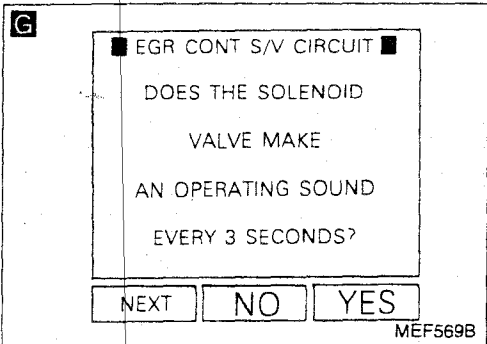 G
■ EGR CONT S/V CIRCUIT ■
DOES THE SOLENOID
VALVE MAKE
AN OPERATING SOUND
EVERY 3 SECONDS?
NEXT NO YES
MEF569B